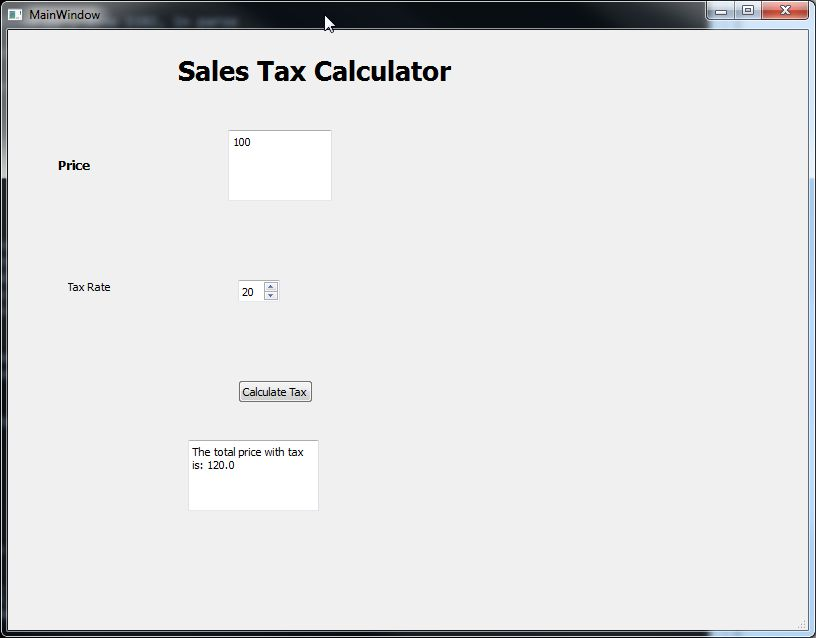 MainWindow
Sales Tax Calculator
100
Price
Tax Rate
20
Calculate Tax
The total price with tax
is: 120.0